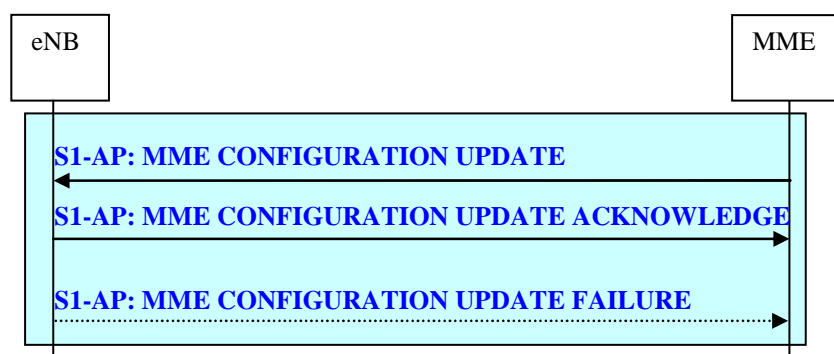 eNB
MME
S1-AP: MME CONFIGURATION UPDATE
S1-AP: MME CONFIGURATION UPDATE ACKNOWLEDGE
S1-AP: MME CONFIGURATION UPDATE FAILURE